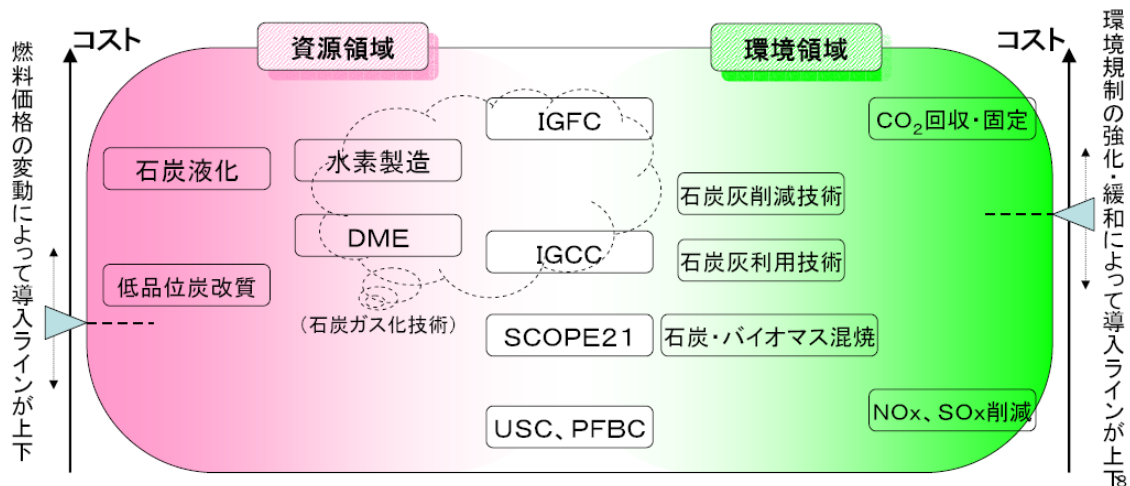 コスト
資源領域
環境領域
コスト
燃料価格の変動によって導入ラインが上下
環境規制の強化・緩和によって導入ラインが上下
IGFC
CO₂回収・固定
石炭液化
水素製造
石炭灰削減技術
DME
IGCC
石炭灰利用技術
低品位炭改質
(石炭ガス化技術)
SCOPE21
石炭・バイオマス混焼
USC、PFBC
NOx、SOx削減
8